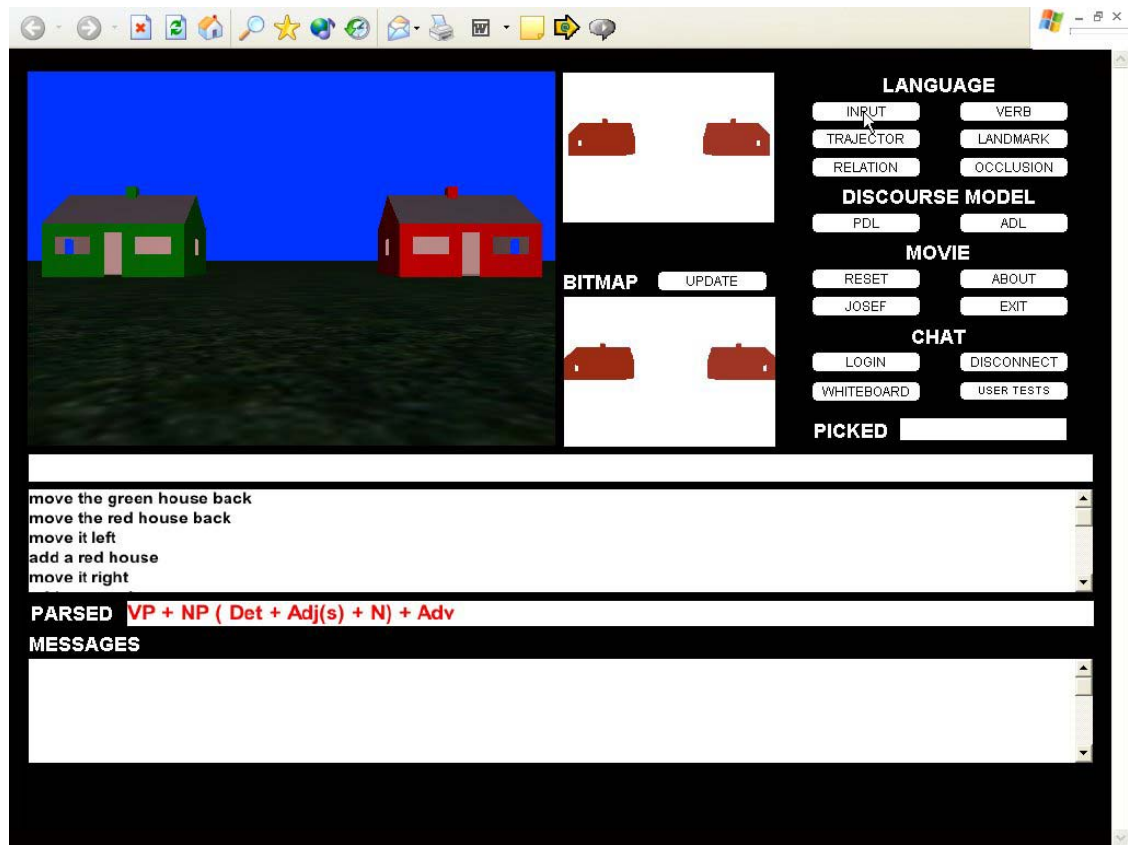 LANGUAGE
INPUT VERB
TRAJECTOR LANDMARK
RELATION OCCLUSION
DISCOURSE MODEL
PDL ADL
MOVIE
BITMAP UPDATE
RESET ABOUT
JOSEF EXIT
CHAT
LOGIN DISCONNECT
WHITEBOARD USER TESTS
PICKED
move the green house back
move the red house back
move it left
add a red house
move it right
PARSED VP + NP ( Det + Adj(s) + N) + Adv
MESSAGES